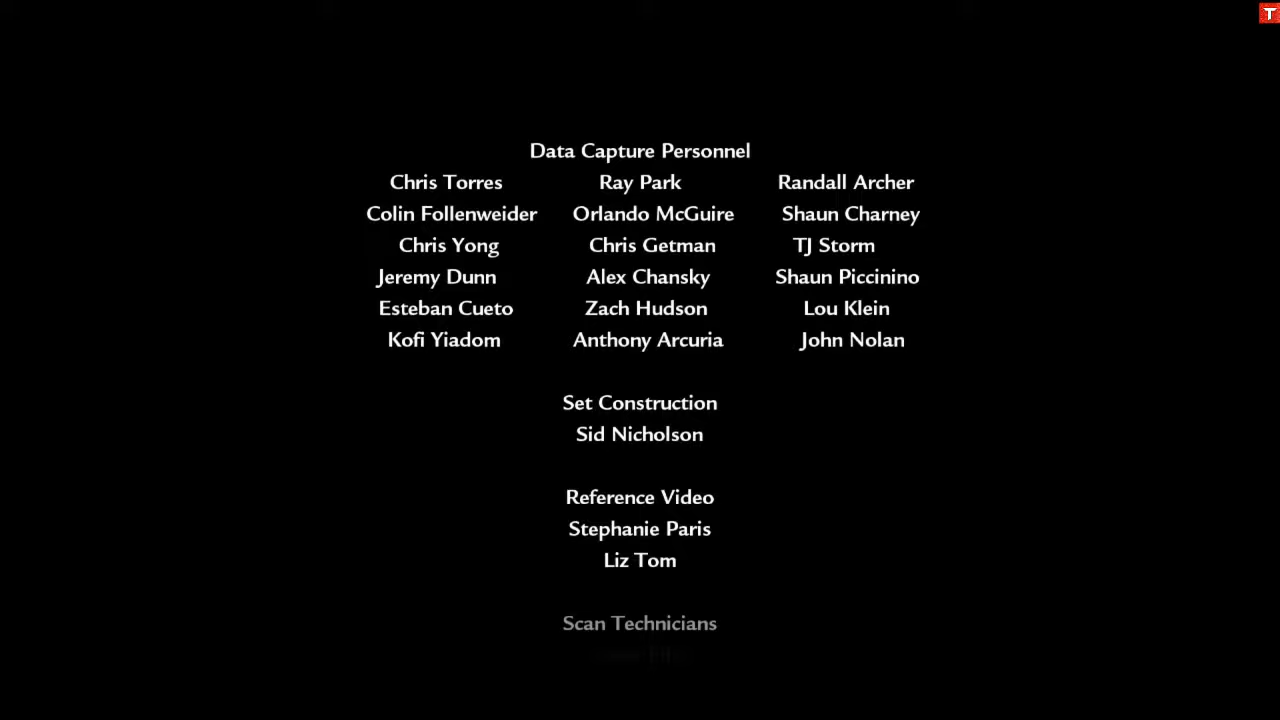 T
Data Capture Personnel
Chris Torres Ray Park Randall Archer
Colin Follenweider Orlando McGuire Shaun Charney
Chris Yong Chris Getman TJ Storm
Jeremy Dunn Alex Chansky Shaun Piccinino
Esteban Cueto Zach Hudson Lou Klein
Kofi Yiadom Anthony Arcuria John Nolan
Set Construction
Sid Nicholson
Reference Video
Stephanie Paris
Liz Tom
Scan Technicians